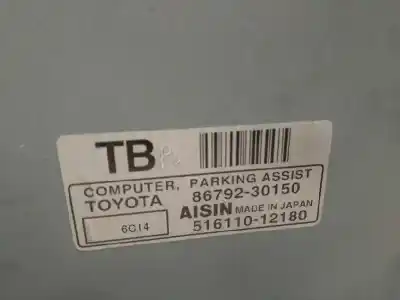 TB
COMPUTER, PARKING ASSIST
TOYOTA 86792-30150
6C14 AISIN MADE IN JAPAN
516110-12180